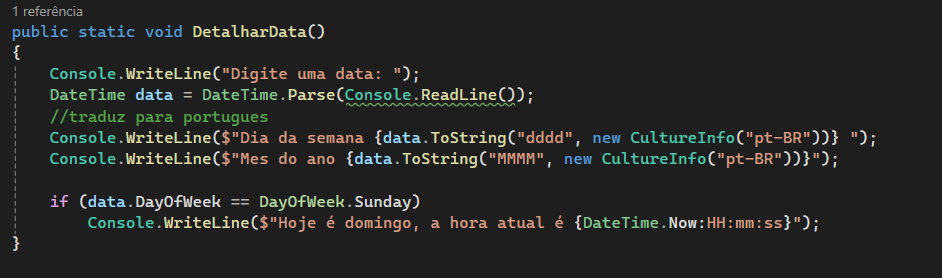 1 referência
public static void DetalharData()
{
    Console.WriteLine("Digite uma data: ");
    DateTime data = DateTime.Parse(Console.ReadLine());
    //traduz para portugues
    Console.WriteLine($"Dia da semana {data.ToString("dddd", new CultureInfo("pt-BR"))} ");
    Console.WriteLine($"Mes do ano {data.ToString("MMMM", new CultureInfo("pt-BR"))}");

    if (data.DayOfWeek == DayOfWeek.Sunday)
        Console.WriteLine($"Hoje é domingo, a hora atual é {DateTime.Now:HH:mm:ss}");
}